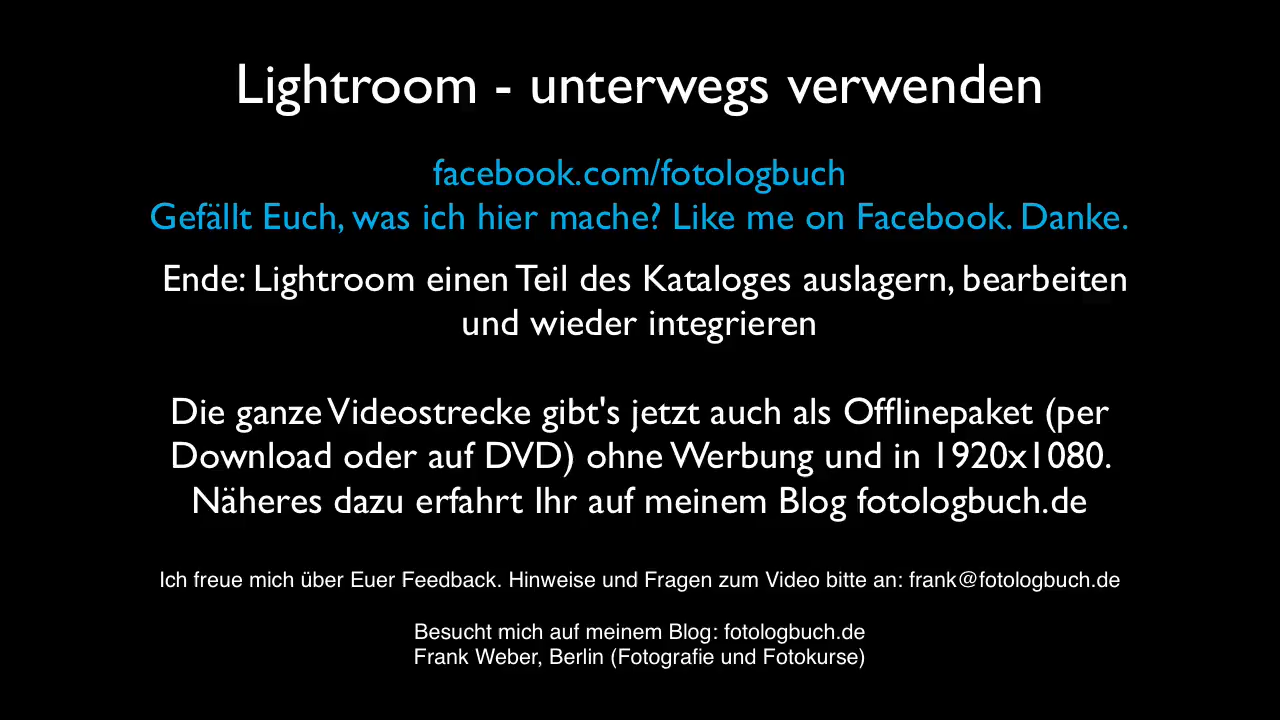 Lightroom - unterwegs verwenden
facebook.com/fotologbuch
Gefällt Euch, was ich hier mache? Like me on Facebook. Danke.
Ende: Lightroom einen Teil des Kataloges auslagern, bearbeiten
und wieder integrieren
Die ganze Videostrecke gibt's jetzt auch als Offlinepaket (per
Download oder auf DVD) ohne Werbung und in 1920x1080.
Näheres dazu erfahrt Ihr auf meinem Blog fotologbuch.de
Ich freue mich über Euer Feedback. Hinweise und Fragen zum Video bitte an: frank@fotologbuch.de
Besucht mich auf meinem Blog: fotologbuch.de
Frank Weber, Berlin (Fotografie und Fotokurse)